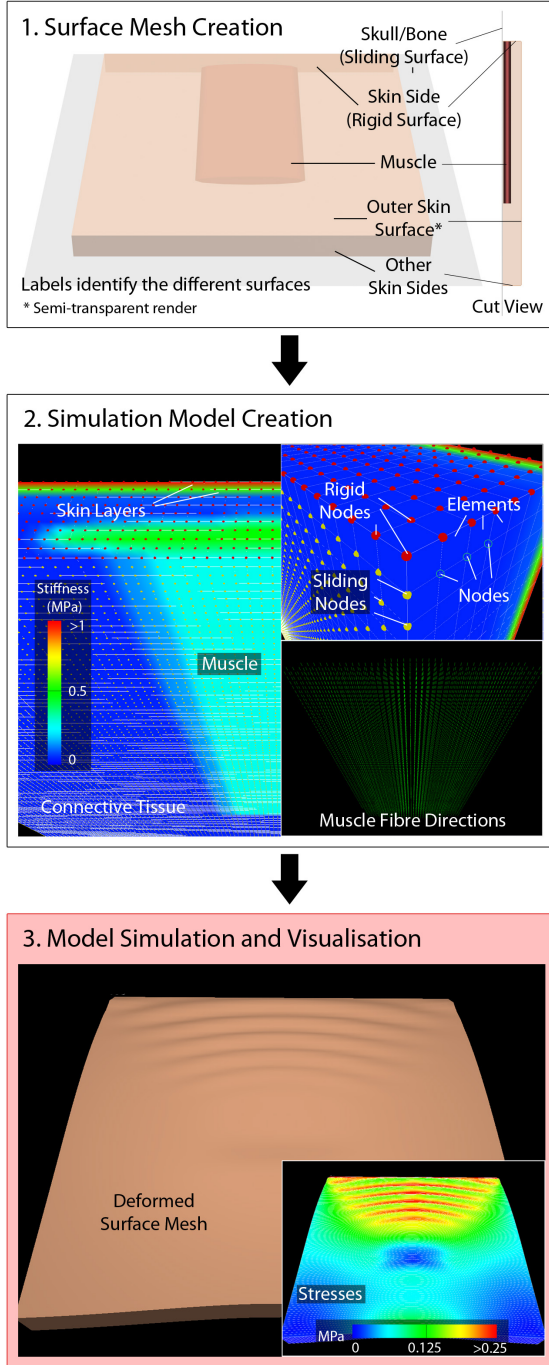 1. Surface Mesh Creation
Skull/Bone
(Sliding Surface)
Skin Side
(Rigid Surface)
Muscle
Outer Skin
Surface*
Other
Skin Sides
Labels identify the different surfaces
* Semi-transparent render
Cut View
2. Simulation Model Creation
Skin Layers
Stiffness
(MPa)
>1
0.5
0
Muscle
Connective Tissue
Rigid
Nodes
Elements
Sliding
Nodes
Nodes
Muscle Fibre Directions
3. Model Simulation and Visualisation
Deformed
Surface Mesh
Stresses
MPa
0
0.125
>0.25